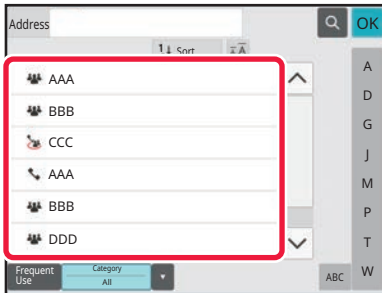 Address
OK
Sort
AAA
BBB
CCC
AAA
BBB
DDD
A
D
G
J
M
P
T
W
Frequent
Use
Category
All
ABC